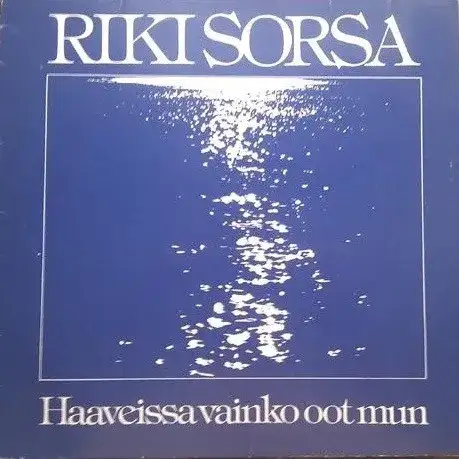 RIKI SORSA
Haaveissa vainko oot mun